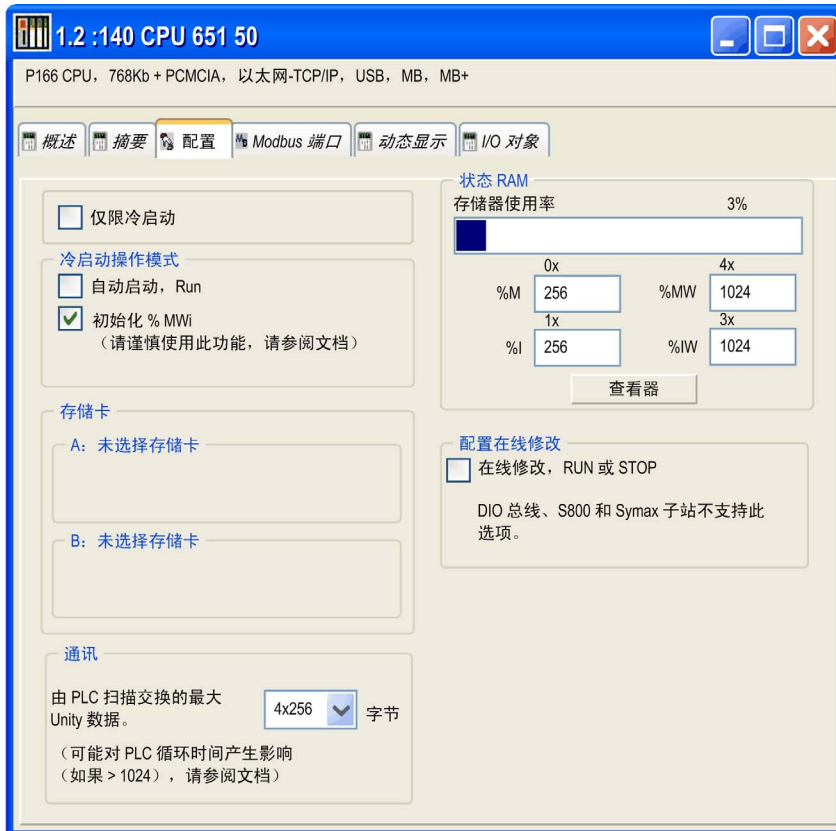 1.2 :140 CPU 651 50
P166 CPU，768Kb + PCMCIA，以太网-TCP/IP，USB，MB，MB+
概述 摘要 配置 Modbus 端口 动态显示 I/O 对象
仅限冷启动
冷启动操作模式
自动启动，Run
初始化 % MWi
（请谨慎使用此功能，请参阅文档）
存储卡
A：未选择存储卡
B：未选择存储卡
通讯
由 PLC 扫描交换的最大
Unity 数据。
4x256 字节
（可能对 PLC 循环时间产生影响
（如果 > 1024），请参阅文档）
状态 RAM
存储器使用率 3%
0x 4x
%M 256 %MW 1024
1x 3x
%I 256 %IW 1024
查看器
配置在线修改
在线修改，RUN 或 STOP
DIO 总线、S800 和 Symax 子站不支持此
选项。